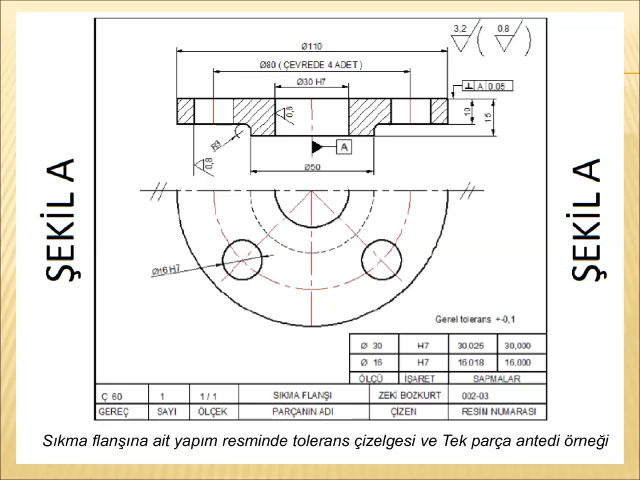 3,2
0,8
Ø110
Ø80 ( ÇEVREDE 4 ADET )
Ø30 H7
A 0,05
0,8
10
15
R3
0,8
A
Ø50
ŞEKİL A
ŞEKİL A
Ø16 H7
Genel tolerans +-0,1
Ø 30 H7 30,025 30,000
Ø 16 H7 16,018 16,000
ÖLÇÜ İŞARET SAPMALAR
Ç 60 1 1 / 1 SIKMA FLANŞI ZEKİ BOZKURT 002-03
GEREÇ SAYI ÖLÇEK PARÇANIN ADI ÇİZEN RESİM NUMARASI
Sıkma flanşına ait yapım resminde tolerans çizelgesi ve Tek parça antedi örneği